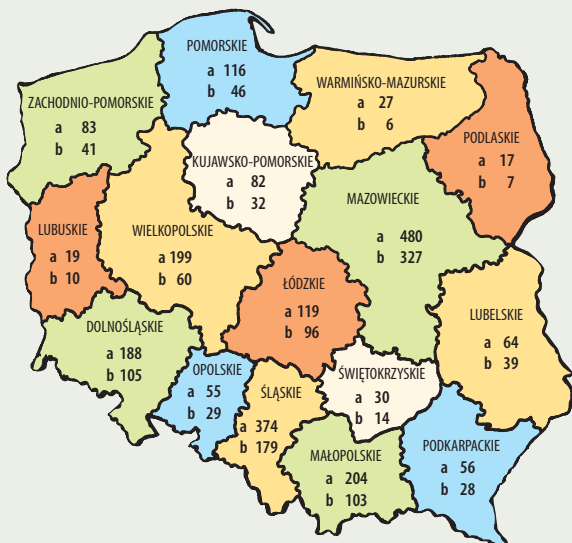 POMORSKIE
a 116
b 46
WARMIŃSKO-MAZURSKIE
a 27
b 6
ZACHODNIO-POMORSKIE
a 83
b 41
PODLASKIE
a 17
b 7
KUJAWSKO-POMORSKIE
a 82
b 32
MAZOWIECKIE
a 480
b 327
LUBUSKIE
a 19
b 10
WIELKOPOLSKIE
a 199
b 60
ŁÓDZKIE
a 119
b 96
LUBELSKIE
a 64
b 39
DOLNOŚLĄSKIE
a 188
b 105
OPOLSKIE
a 55
b 29
ŚLĄSKIE
a 374
b 179
ŚWIĘTOKRZYSKIE
a 30
b 14
MAŁOPOLSKIE
a 204
b 103
PODKARPACKIE
a 56
b 28